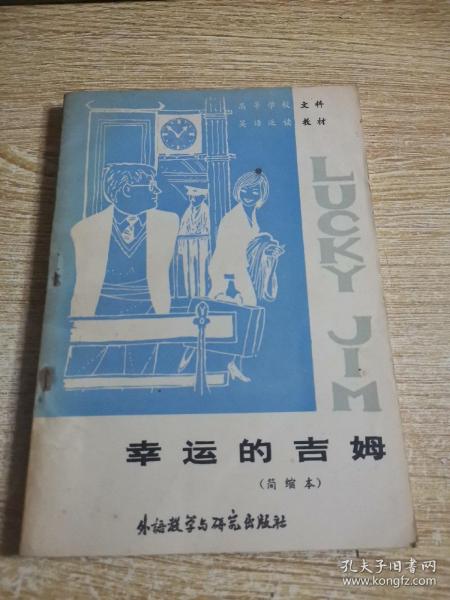 高等学校文科
英语选读教材
LUCKY JIM
幸运的吉姆
(简缩本)
外语教学与研究出版社
孔夫子旧书网
www.kongfz.com